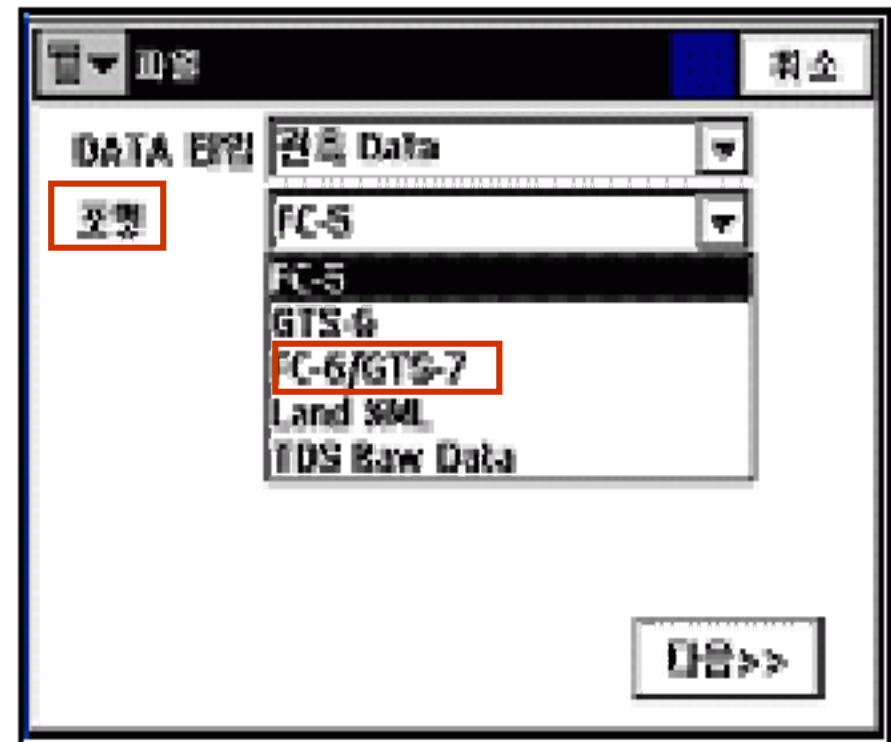 파일 취소
DATA 타입 관측 Data
포맷 FC-5
FC-5
GTS-6
FC-6/GTS-7
Land XML
TDS Raw Data
다음>>